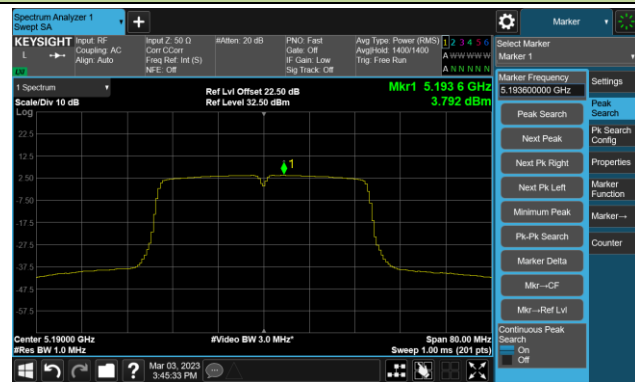 Spectrum Analyzer 1
Swept SA
Marker
KEYSIGHT
L
LW
Input: RF
Coupling: AC
Align: Auto
Input Z: 50 Ω
Corr CCorr
Freq Ref: Int (S)
NFE: Off
#Atten: 20 dB
PNO: Fast
Gate: Off
IF Gain: Low
Sig Track: Off
Avg Type: Power (RMS)
Avg|Hold: 1400/1400
Trig: Free Run
1 2 3 4 5 6
A W W W W W
A N N N N N
Select Marker
Marker 1
1 Spectrum
Scale/Div 10 dB
Log
Ref Lvl Offset 22.50 dB
Ref Level 32.50 dBm
Mkr1 5.193 6 GHz
3.792 dBm
22.5
12.5
2.50
-7.50
-17.5
-27.5
-37.5
-47.5
-57.5
1
Center 5.19000 GHz
#Res BW 1.0 MHz
#Video BW 3.0 MHz*
Span 80.00 MHz
Sweep 1.00 ms (201 pts)
Marker Frequency
5.193600000 GHz
Peak Search
Next Peak
Next Pk Right
Next Pk Left
Minimum Peak
Pk-Pk Search
Marker Delta
Mkr→CF
Mkr→Ref Lvl
Continuous Peak
Search
On
Off
Settings
Peak
Search
Pk Search
Config
Properties
Marker
Function
Marker→
Counter
?
Mar 03, 2023
3:45:33 PM